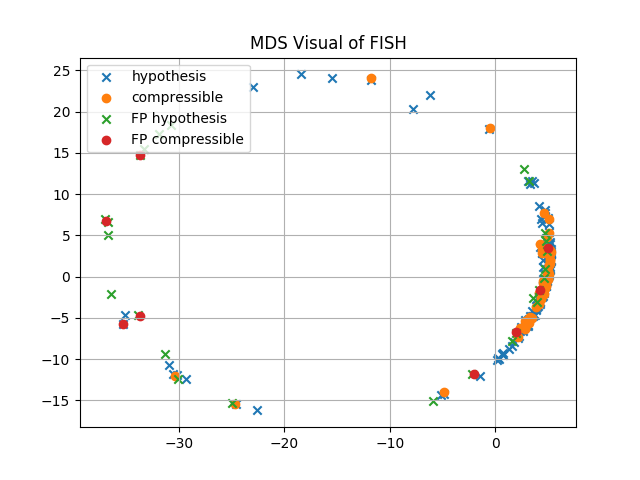 MDS Visual of FISH
hypothesis
compressible
FP hypothesis
FP compressible
25
20
15
10
5
0
−5
−10
−15
−30
−20
−10
0